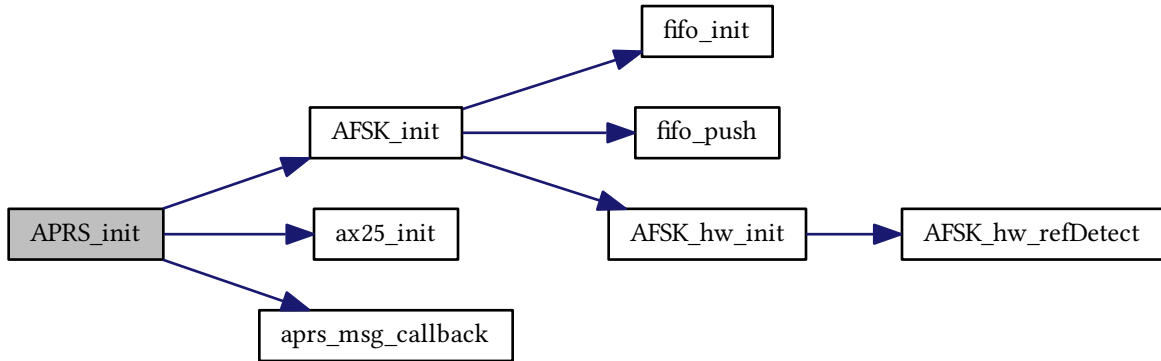 fifo_init
AFSK_init
fifo_push
APRS_init
ax25_init
AFSK_hw_init
AFSK_hw_refDetect
aprs_msg_callback